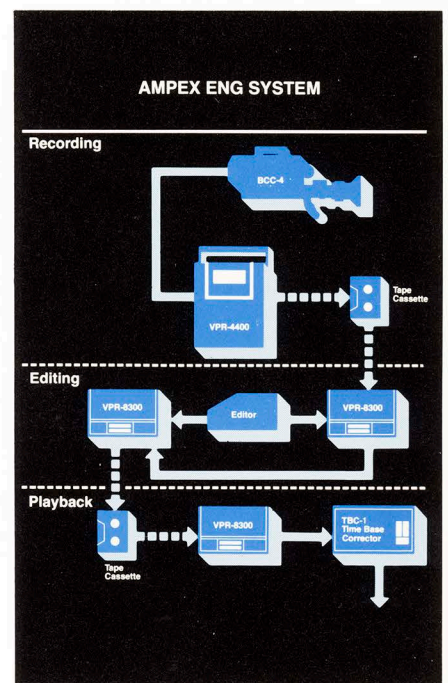 AMPEX ENG SYSTEM
Recording
BCC-4
VPR-4400
Tape
Cassette
Editing
VPR-8300
Editor
VPR-8300
Playback
Tape
Cassette
VPR-8300
TBC-1
Time Base
Corrector